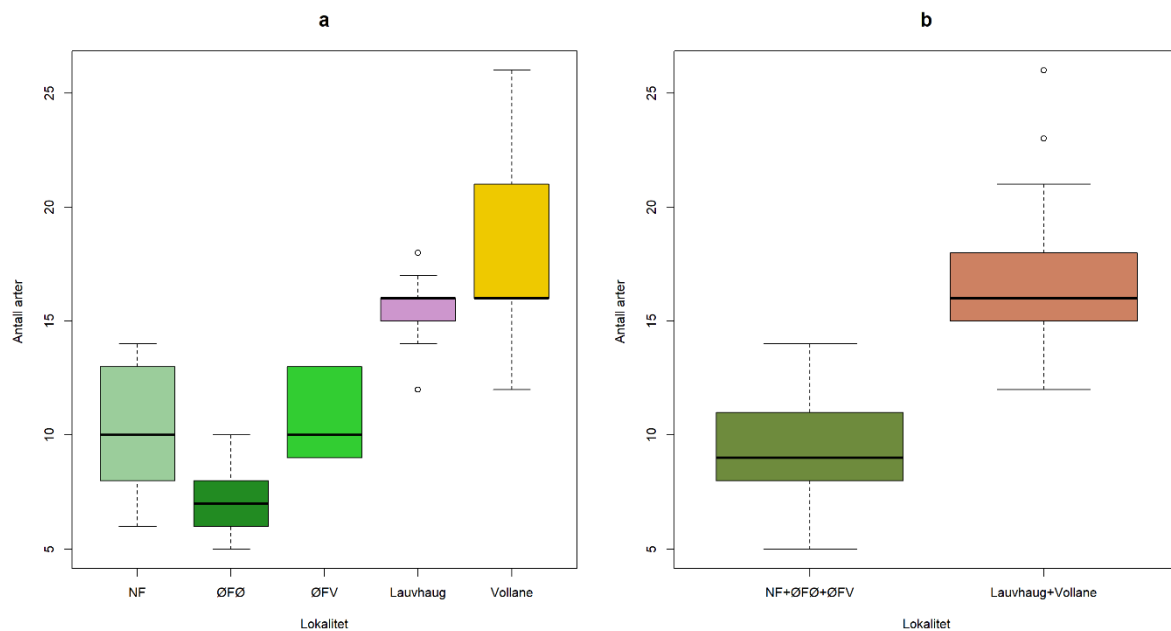 a
25
20
15
10
5
Antall arter
NF ØFØ ØFV Lauvhaug Vollane
Lokalitet
b
25
20
15
10
5
Antall arter
NF+ØFØ+ØFV Lauvhaug+Vollane
Lokalitet